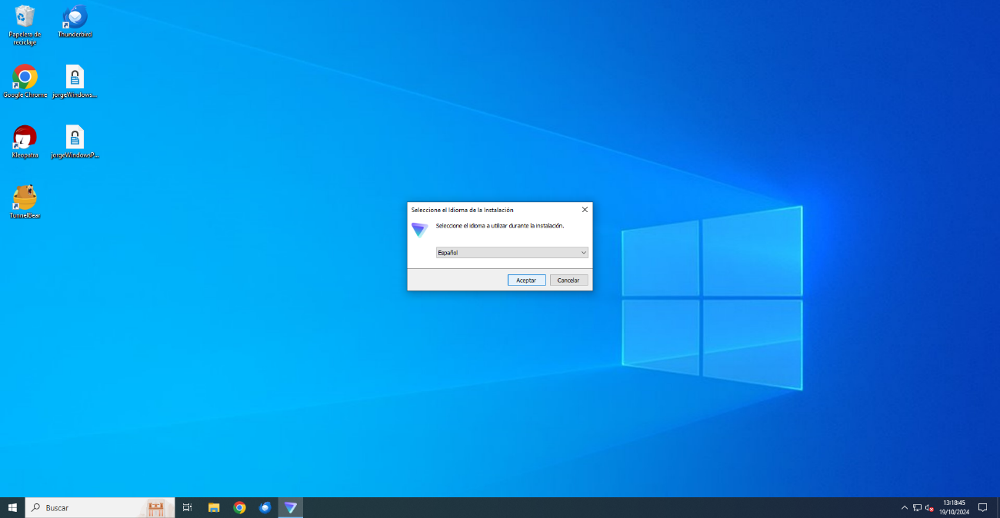 Papelera de
reciclaje
Thunderbird
Google Chrome
jorgeWindows...
Kleopatra
jorgeWindowsP...
TunnelBear
Seleccione el Idioma de la Instalación
Seleccione el idioma a utilizar durante la instalación.
Español
Aceptar
Cancelar
Buscar
13:18:45
19/10/2024